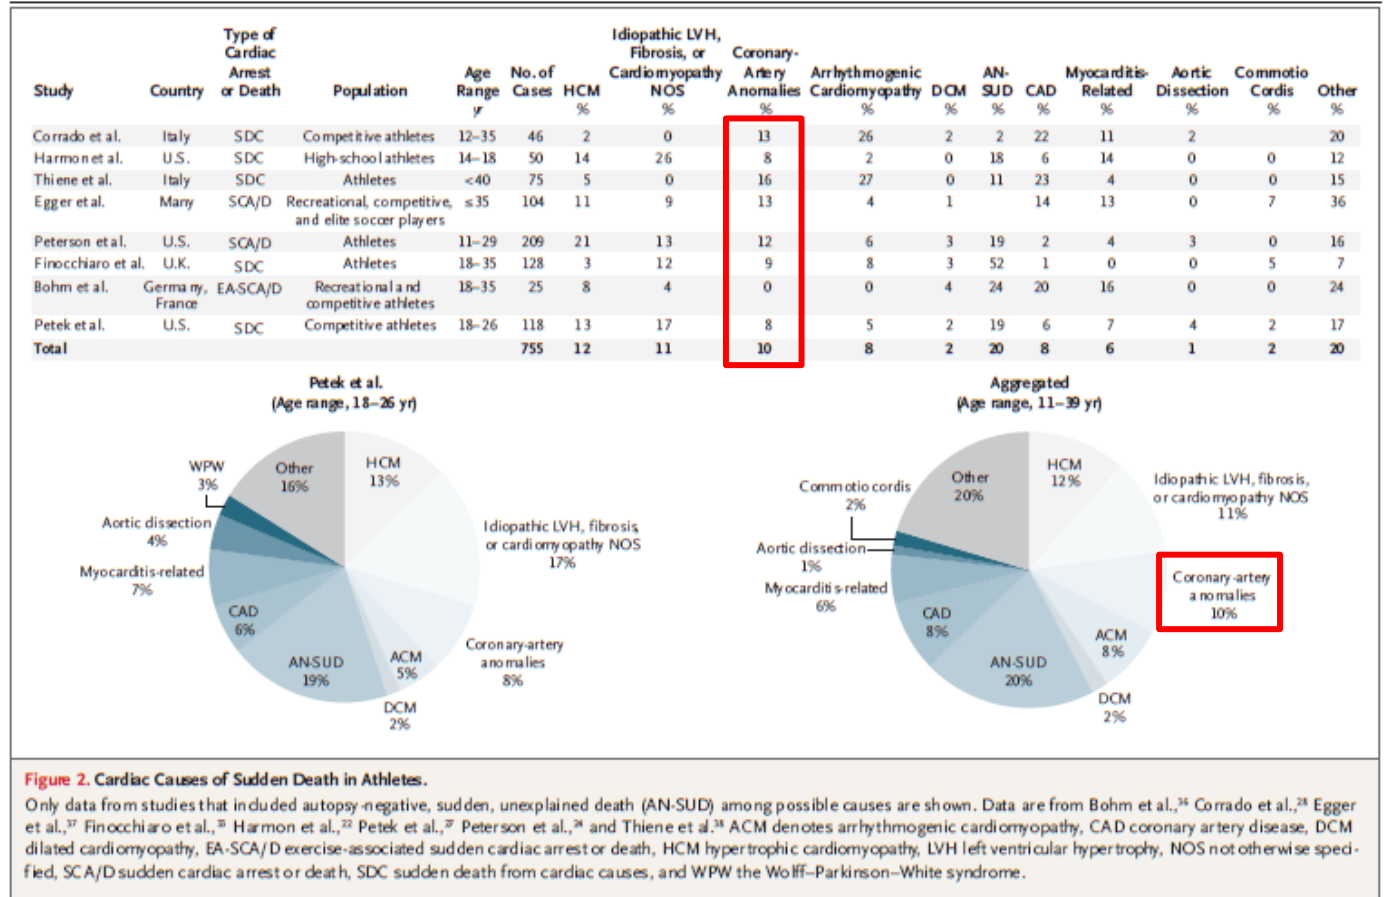 Study Country Type of Cardiac Arrest or Death Population Age Range yr No. of Cases HCM % Idiopathic LVH, Fibrosis, or Cardiomyopathy NOS % Coronary-Artery Anomalies % Arrhythmogenic Cardiomyopathy % DCM % AN-SUD % CAD % Myocarditis-Related % Aortic Dissection % Commotio Cordis % Other %
Corrado et al. Italy SDC Competitive athletes 12–35 46 2 0 13 26 2 2 22 11 2 20
Harmon et al. U.S. SDC High-school athletes 14–18 50 14 26 8 2 0 18 6 14 0 0 12
Thiene et al. Italy SDC Athletes <40 75 5 0 16 27 0 11 23 4 0 0 15
Egger et al. Many SCA/D Recreational, competitive, and elite soccer players ≤35 104 11 9 13 4 1 14 13 0 7 36
Peterson et al. U.S. SCA/D Athletes 11–29 209 21 13 12 6 3 19 2 4 3 0 16
Finocchiaro et al. U.K. SDC Athletes 18–35 128 3 12 9 8 3 52 1 0 0 5 7
Bohm et al. Germany, France EA-SCA/D Recreational and competitive athletes 18–35 25 8 4 0 0 4 24 20 16 0 0 24
Petek et al. U.S. SDC Competitive athletes 18–26 118 13 17 8 5 2 19 6 7 4 2 17
Total 755 12 11 10 8 2 20 8 6 1 2 20
Petek et al.
(Age range, 18–26 yr)
HCM
13%
Idiopathic LVH, fibrosis,
or cardiomyopathy NOS
17%
Coronary-artery
anomalies
8%
ACM
5%
DCM
2%
AN-SUD
19%
CAD
6%
Myocarditis-related
7%
Aortic dissection
4%
WPW
3%
Other
16%
Aggregated
(Age range, 11–39 yr)
HCM
12%
Idiopathic LVH, fibrosis,
or cardiomyopathy NOS
11%
Coronary-artery
anomalies
10%
ACM
8%
DCM
2%
AN-SUD
20%
CAD
8%
Myocarditis-related
6%
Aortic dissection
1%
Commotio cordis
2%
Other
20%
Figure 2. Cardiac Causes of Sudden Death in Athletes.
Only data from studies that included autopsy-negative, sudden, unexplained death (AN-SUD) among possible causes are shown. Data are from Bohm et al., Corrado et al., Egger
et al., Finocchiaro et al., Harmon et al., Petek et al., Peterson et al., and Thiene et al. ACM denotes arrhythmogenic cardiomyopathy, CAD coronary artery disease, DCM
dilated cardiomyopathy, EA-SCA/D exercise-associated sudden cardiac arrest or death, HCM hypertrophic cardiomyopathy, LVH left ventricular hypertrophy, NOS not otherwise speci-
fied, SCA/D sudden cardiac arrest or death, SDC sudden death from cardiac causes, and WPW the Wolff–Parkinson–White syndrome.